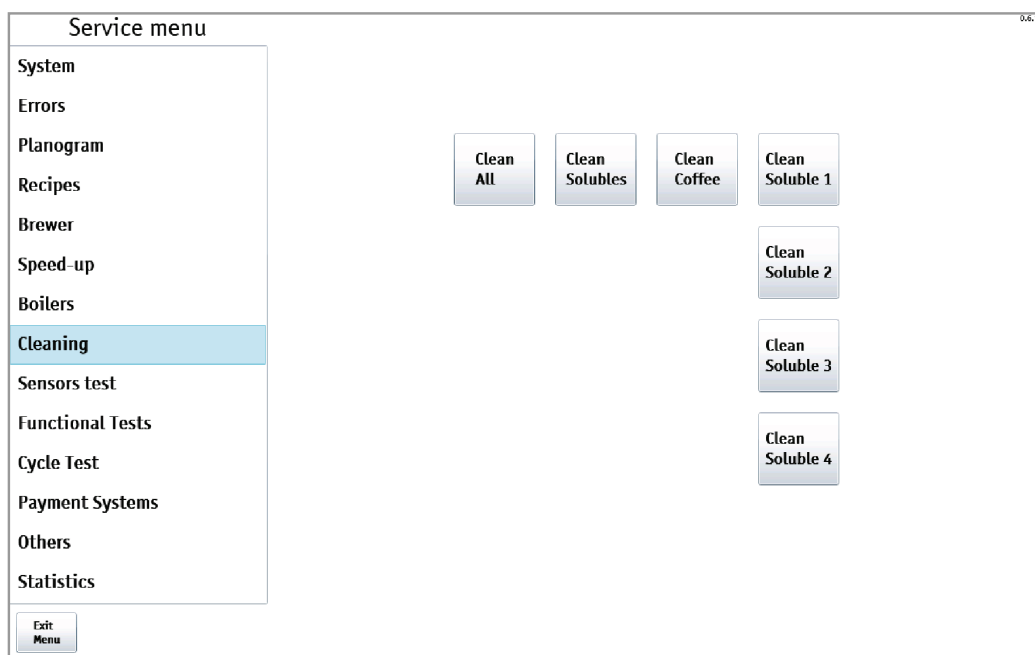 Service menu
0.6.
System
Errors
Planogram
Recipes
Brewer
Speed-up
Boilers
Cleaning
Sensors test
Functional Tests
Cycle Test
Payment Systems
Others
Statistics
Exit
Menu
Clean
All
Clean
Solubles
Clean
Coffee
Clean
Soluble 1
Clean
Soluble 2
Clean
Soluble 3
Clean
Soluble 4